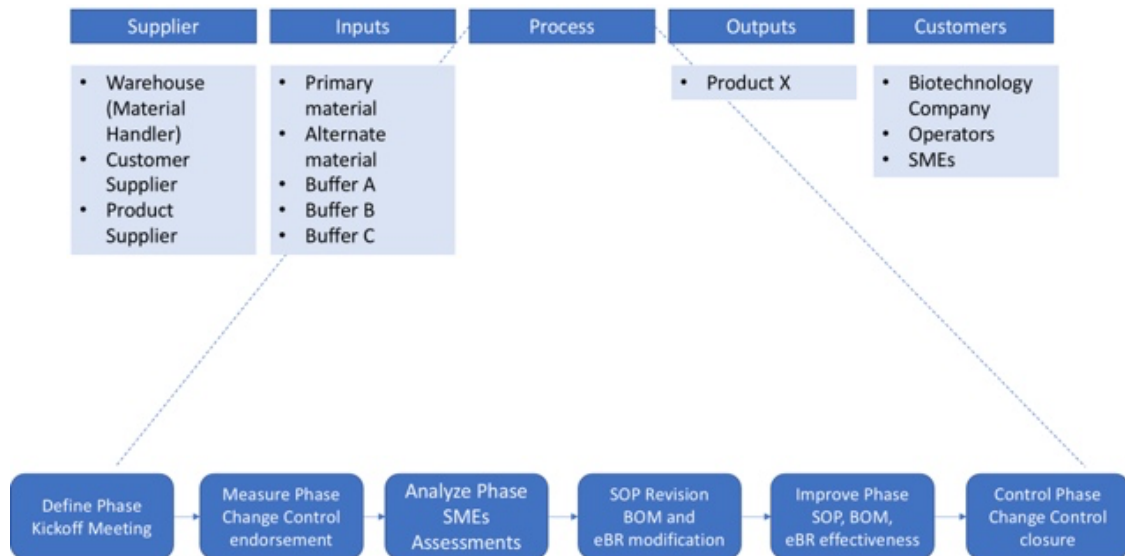 Supplier
Inputs
Process
Outputs
Customers
• Warehouse
(Material
Handler)
• Customer
Supplier
• Product
Supplier
• Primary
material
• Alternate
material
• Buffer A
• Buffer B
• Buffer C
• Product X
• Biotechnology
Company
• Operators
• SMEs
Define Phase
Kickoff Meeting
Measure Phase
Change Control
endorsement
Analyze Phase
SMEs
Assessments
SOP Revision
BOM and
eBR modification
Improve Phase
SOP, BOM,
eBR effectiveness
Control Phase
Change Control
closure